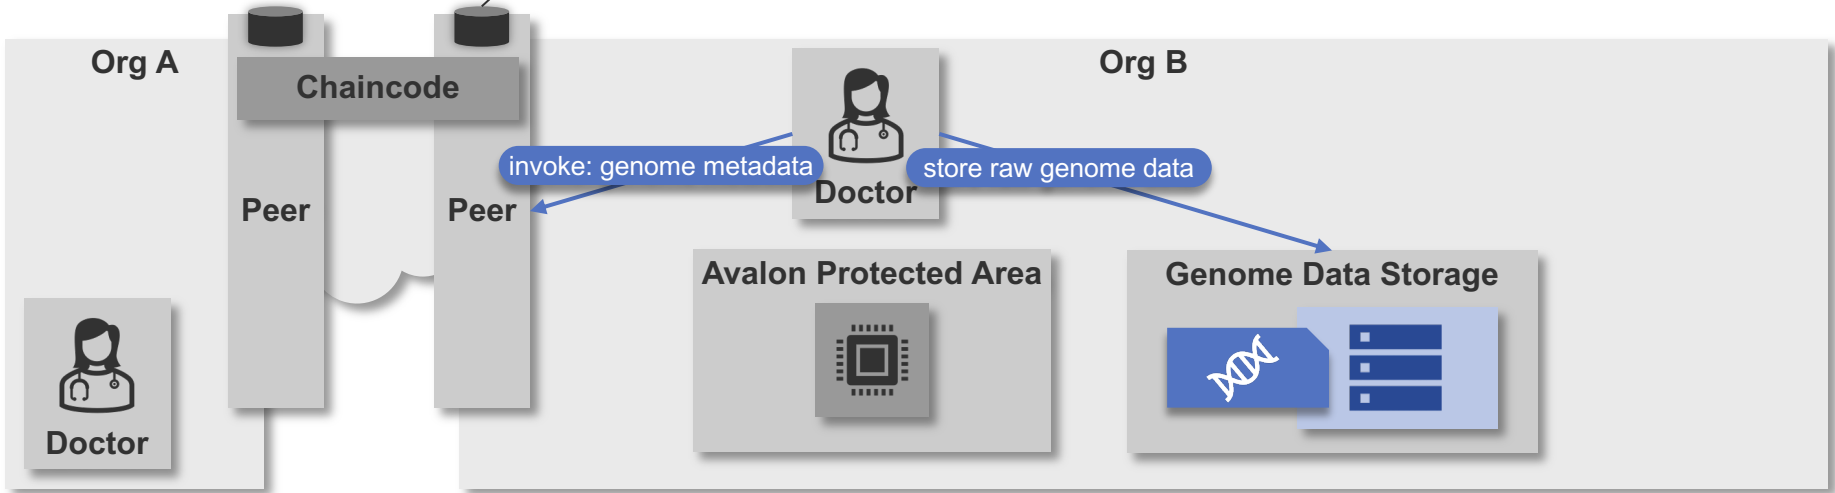 Org A
Chaincode
Org B
invoke: genome metadata
store raw genome data
Doctor
Peer
Peer
Avalon Protected Area
Genome Data Storage
Doctor